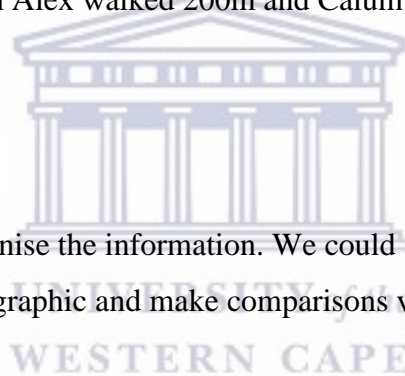 Alex walked 200m and Calum
nise the information. We could
graphic and make comparisons
UNIVERSITY of the
WESTERN CAPE